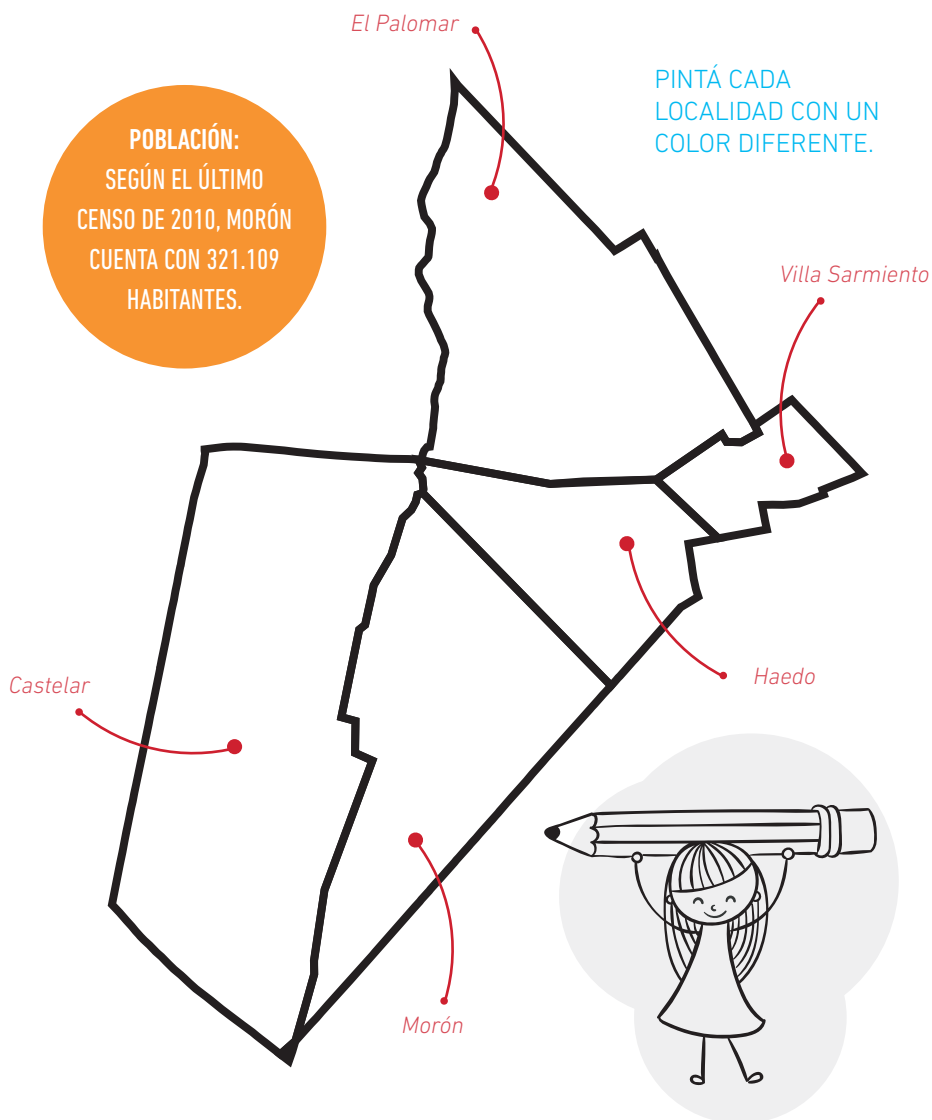 El Palomar
PINTÁ CADA
LOCALIDAD CON UN
COLOR DIFERENTE.
POBLACIÓN:
SEGÚN EL ÚLTIMO
CENSO DE 2010, MORÓN
CUENTA CON 321.109
HABITANTES.
Villa Sarmiento
Haedo
Castelar
Morón